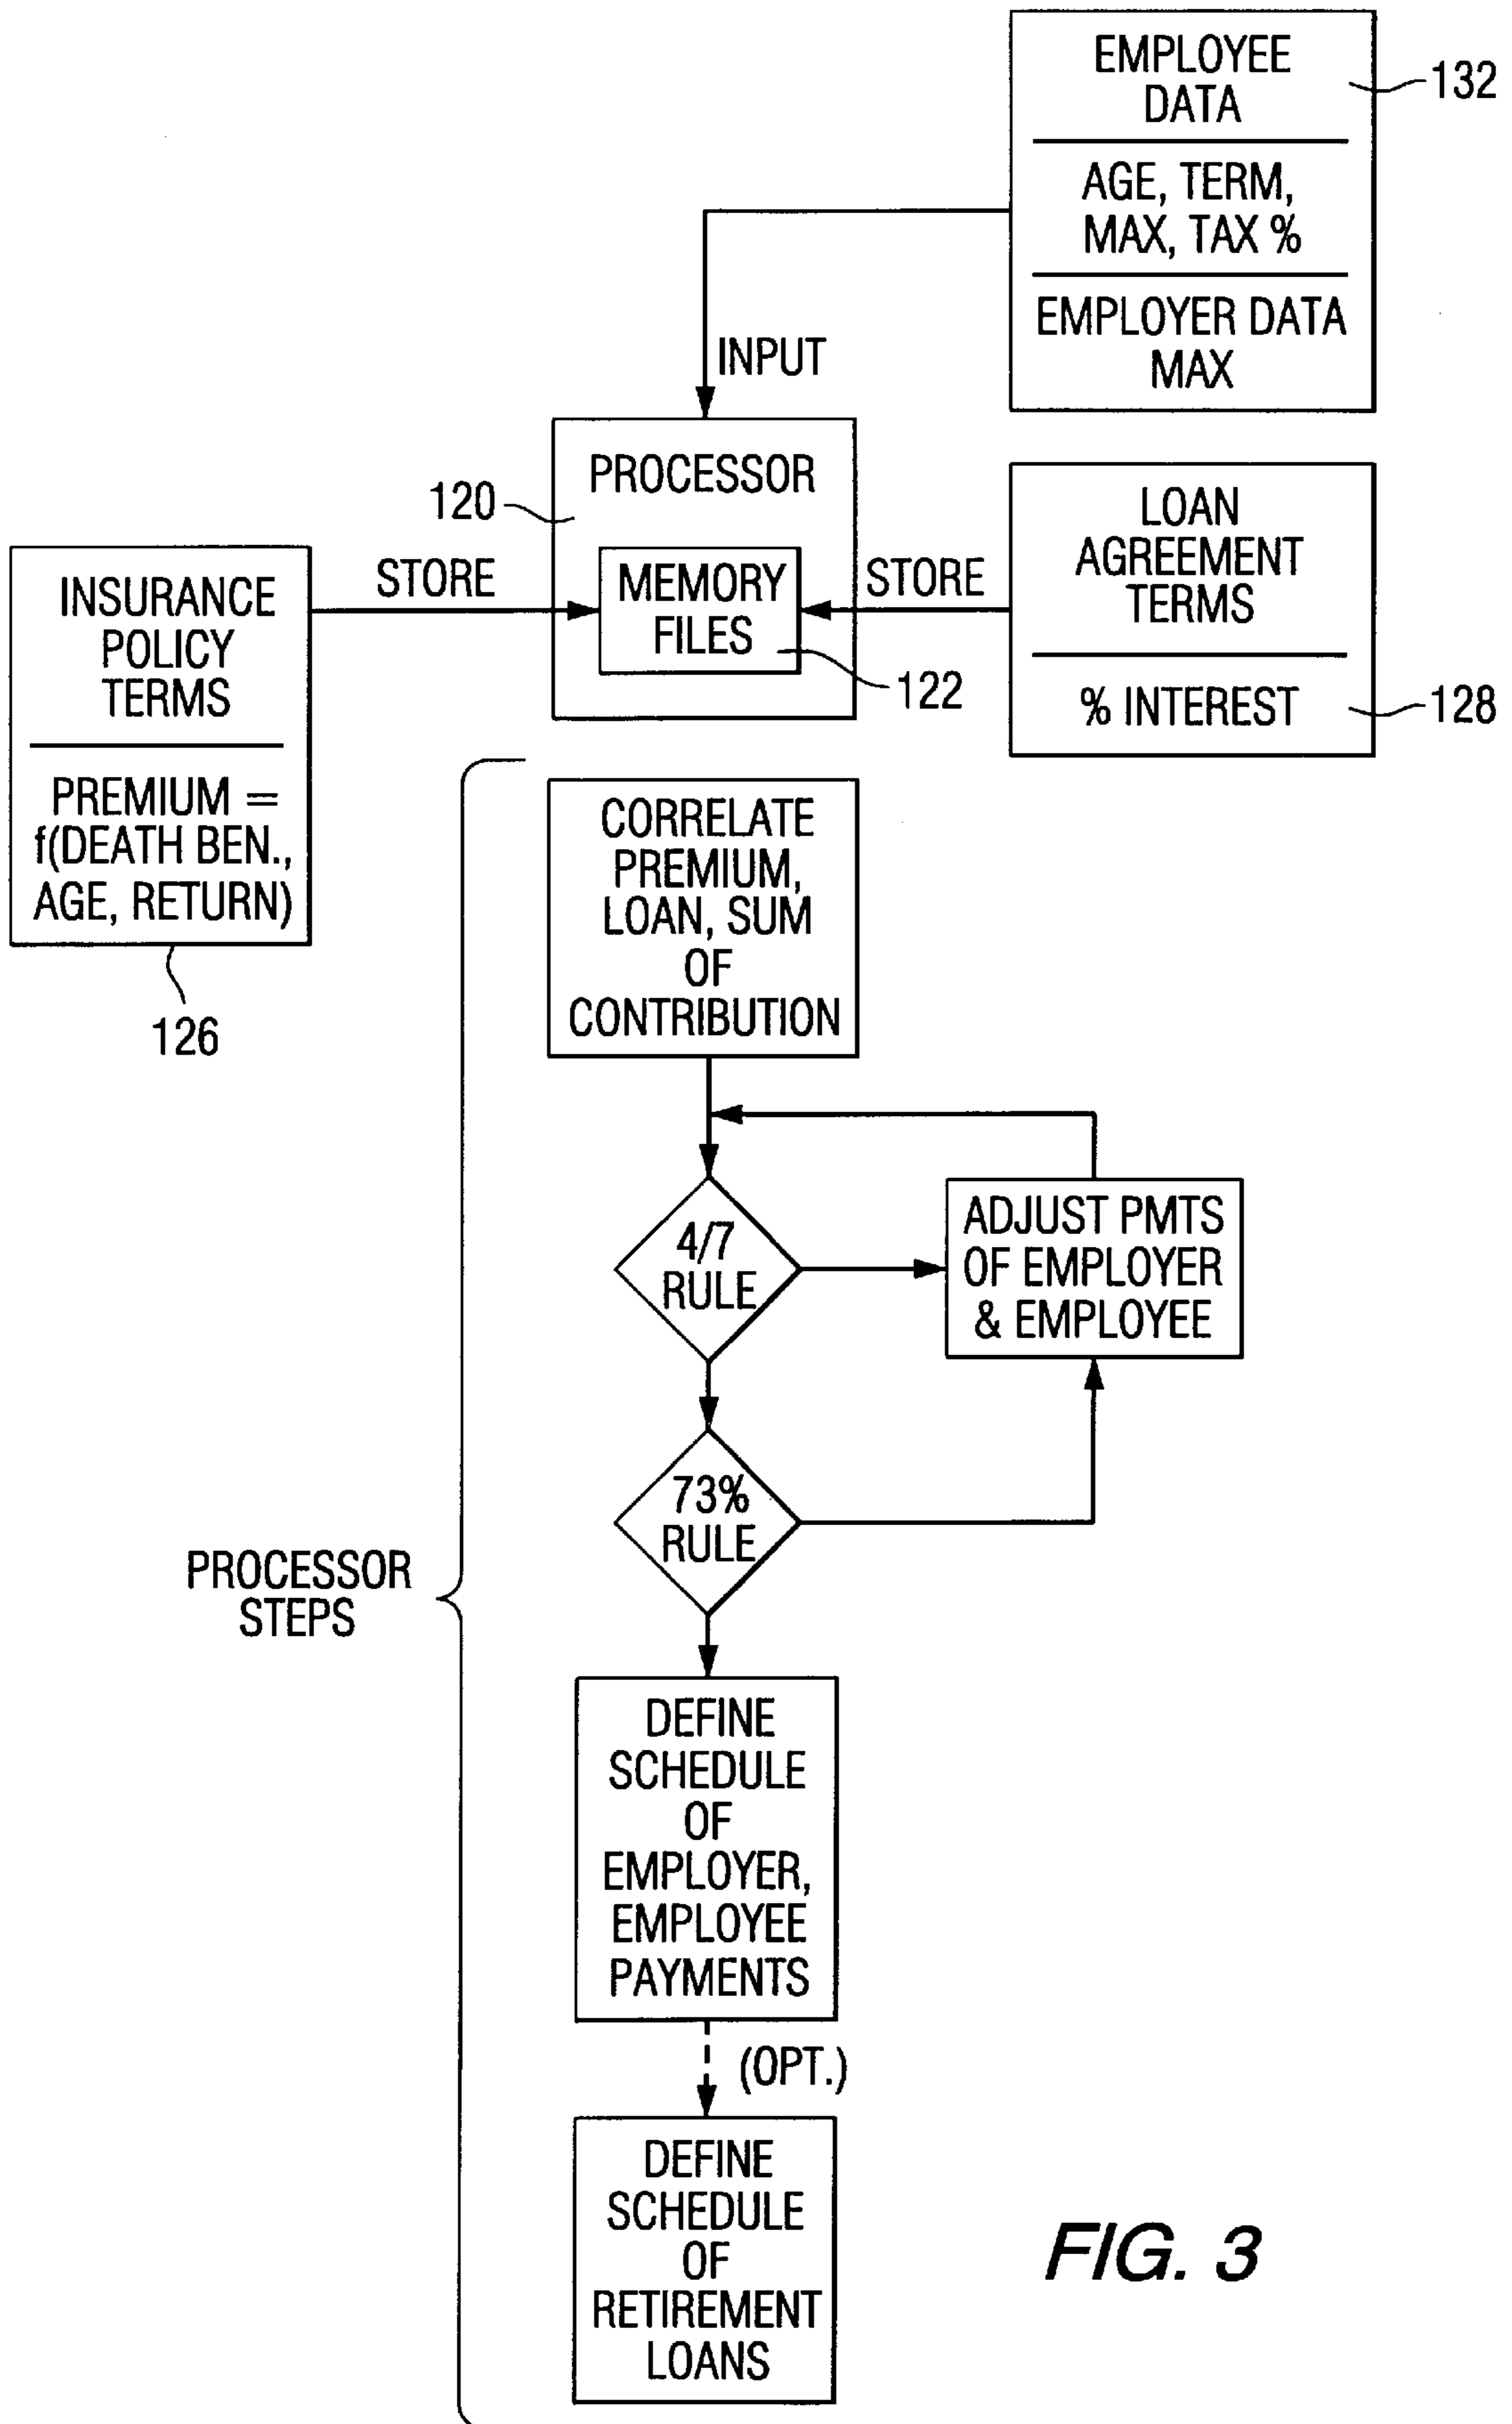 EMPLOYEE
DATA
132
AGE, TERM,
MAX, TAX %
EMPLOYER DATA
MAX
INPUT
PROCESSOR
120
MEMORY
FILES
122
STORE
STORE
LOAN
AGREEMENT
TERMS
% INTEREST
128
INSURANCE
POLICY
TERMS
PREMIUM =
f(DEATH BEN.,
AGE, RETURN)
126
CORRELATE
PREMIUM,
LOAN, SUM
OF
CONTRIBUTION
4/7
RULE
ADJUST PMTS
OF EMPLOYER
& EMPLOYEE
73%
RULE
PROCESSOR
STEPS
DEFINE
SCHEDULE
OF
EMPLOYER,
EMPLOYEE
PAYMENTS
(OPT.)
DEFINE
SCHEDULE
OF
RETIREMENT
LOANS
FIG. 3